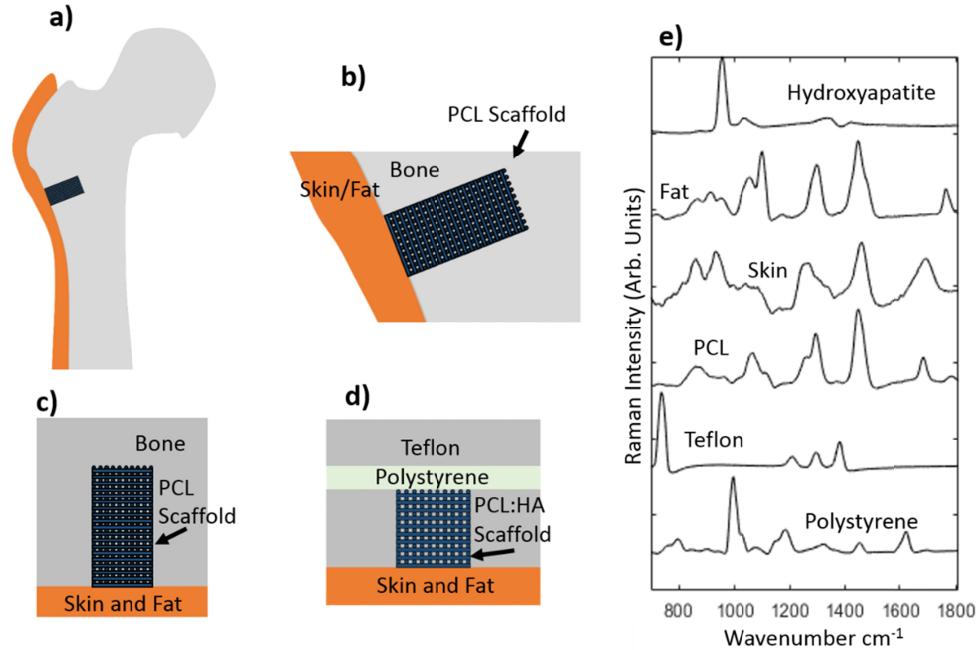 a)
b)
PCL Scaffold
Bone
Skin/Fat
c)
Bone
PCL
Scaffold
Skin and Fat
d)
Teflon
Polystyrene
PCL:HA
Scaffold
Skin and Fat
e)
Raman Intensity (Arb. Units)
Hydroxyapatite
Fat
Skin
PCL
Teflon
Polystyrene
800 1000 1200 1400 1600 1800
Wavenumber cm⁻¹